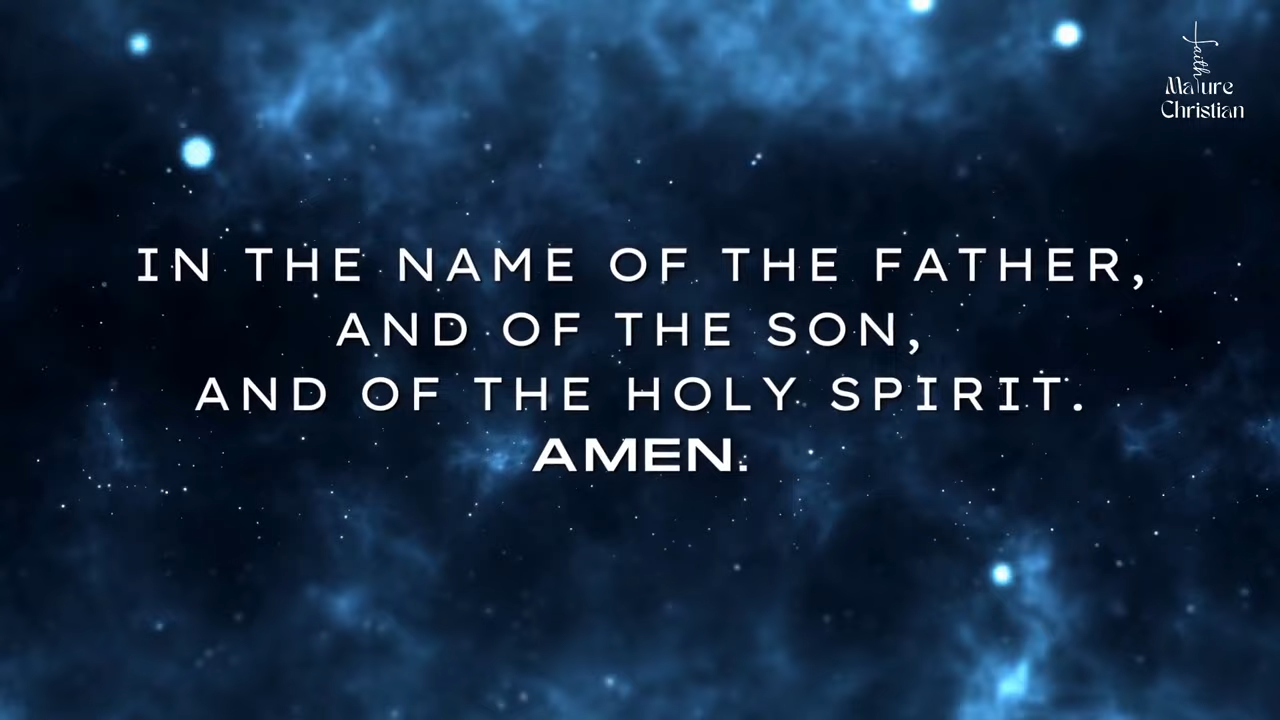 faith
Mature
Christian
IN THE NAME OF THE FATHER,
AND OF THE SON,
AND OF THE HOLY SPIRIT.
AMEN.